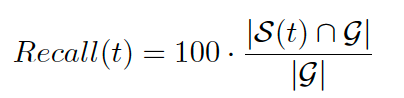 Recall(t) = 100 · |𝒮(t) ∩ 𝒢| / |𝒢|